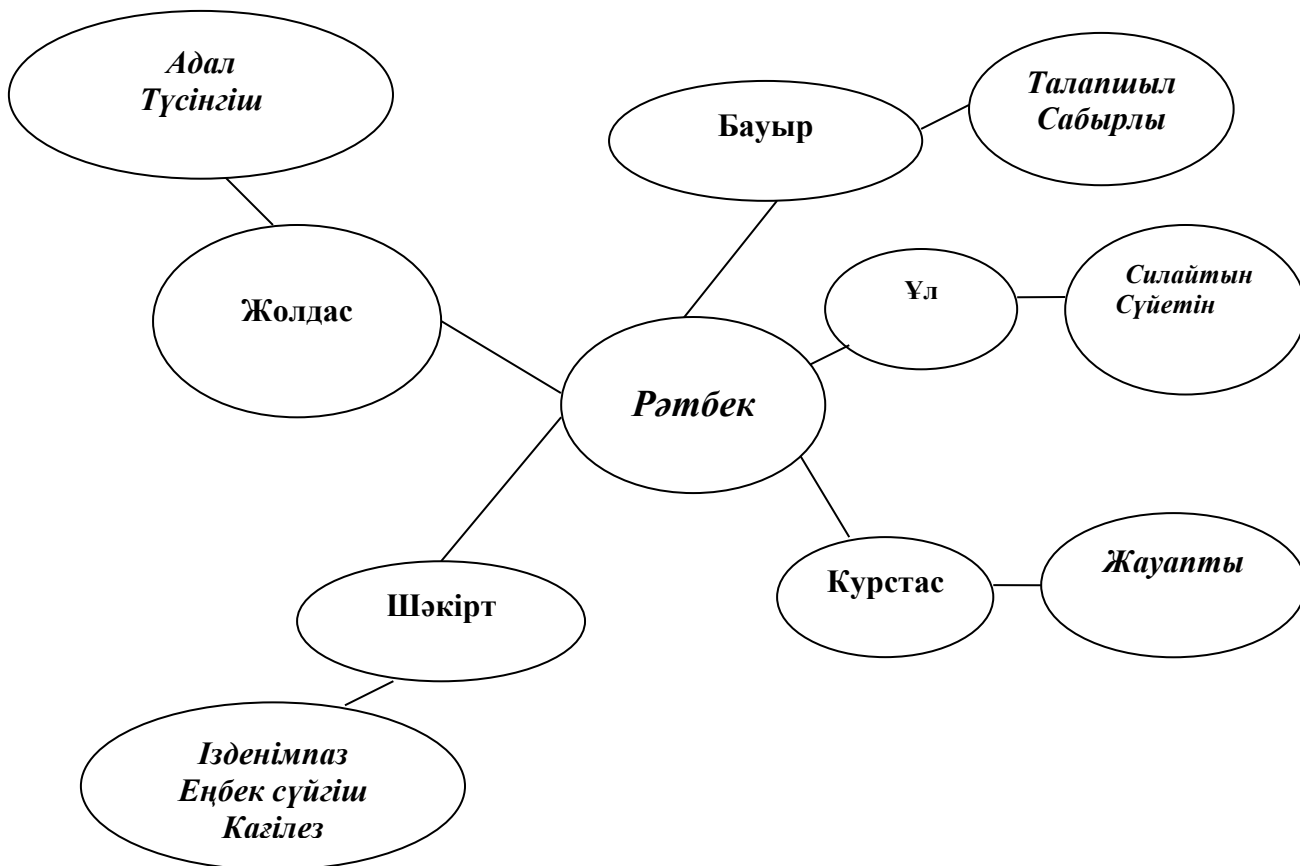 Адал
Түсінгіш
Бауыр
Талапшыл
Сабырлы
Жолдас
Ұл
Силайтын
Сүйетін
Рәтбек
Курстас
Жауапты
Шәкірт
Ізденімпаз
Еңбек сүйгіш
Кағілез